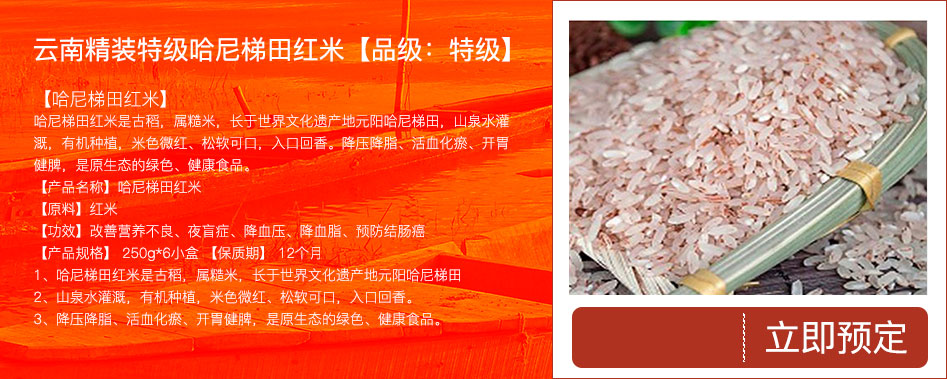 云南精装特级哈尼梯田红米【品级：特级】
【哈尼梯田红米】
哈尼梯田红米是古稻，属糙米，长于世界文化遗产地元阳哈尼梯田，山泉水灌
溉，有机种植，米色微红、松软可口，入口回香。降压降脂、活血化瘀、开胃
健脾，是原生态的绿色、健康食品。
【产品名称】哈尼梯田红米
【原料】红米
【功效】改善营养不良、夜盲症、降血压、降血脂、预防结肠癌
【产品规格】 250g*6小盒 【保质期】 12个月
1、哈尼梯田红米是古稻，属糙米，长于世界文化遗产地元阳哈尼梯田
2、山泉水灌溉，有机种植，米色微红、松软可口，入口回香。
3、降压降脂、活血化瘀、开胃健脾，是原生态的绿色、健康食品。
立即预定